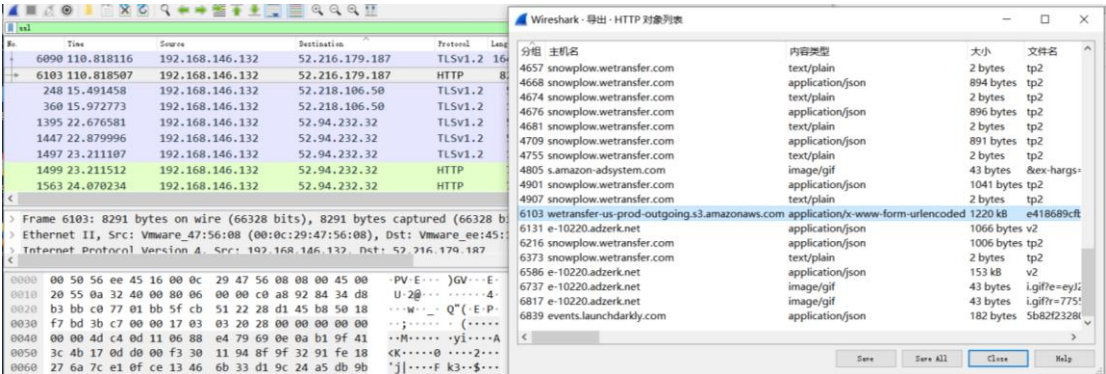 ssl
No.	Time	Source	Destination	Protocol	Leng
6090 110.818116	192.168.146.132	52.216.179.187	TLSv1.2	164
6103 110.818507	192.168.146.132	52.216.179.187	HTTP	82
248 15.491458	192.168.146.132	52.218.106.50	TLSv1.2
360 15.972773	192.168.146.132	52.218.106.50	TLSv1.2
1395 22.676581	192.168.146.132	52.94.232.32	TLSv1.2
1447 22.879996	192.168.146.132	52.94.232.32	TLSv1.2
1497 23.211107	192.168.146.132	52.94.232.32	TLSv1.2
1499 23.211512	192.168.146.132	52.94.232.32	HTTP
1563 24.070234	192.168.146.132	52.94.232.32	HTTP
Frame 6103: 8291 bytes on wire (66328 bits), 8291 bytes captured (66328 b
Ethernet II, Src: Vmware_47:56:08 (00:0c:29:47:56:08), Dst: Vmware_ee:45:
Internet Protocol Version 4, Src: 192.168.146.132, Dst: 52.216.179.187
0000 00 50 56 ee 45 16 00 0c 29 47 56 08 08 00 45 00 ·PV·E··· )GV···E·
0010 20 55 0a 32 40 00 80 06 00 00 c0 a8 92 84 34 d8 U·2@··· ······4·
0020 b3 bb c0 77 01 bb 5f cb 51 22 28 d1 45 b8 50 18 ···w··_· Q"(·E·P·
0030 f7 bd 3b c7 00 00 17 03 03 20 28 00 00 00 00 00 ··;····· · (·····
0040 00 00 4d c4 0d 11 06 88 e4 79 69 0e 0a b1 9f 41 ··M····· ·yi····A
0050 3c 4b 17 0d d0 00 f3 30 11 94 8f 9f 32 91 fe 18 <K·····0 ····2···
0060 27 6a 7c e1 0f ce 13 46 6b 33 d1 9c 24 a5 db 9b 'j|····F k3··$···
Wireshark · 导出 · HTTP 对象列表
分组	主机名	内容类型	大小	文件名
4657 snowplow.wetransfer.com	text/plain	2 bytes	tp2
4668 snowplow.wetransfer.com	application/json	894 bytes	tp2
4674 snowplow.wetransfer.com	text/plain	2 bytes	tp2
4676 snowplow.wetransfer.com	application/json	896 bytes	tp2
4681 snowplow.wetransfer.com	text/plain	2 bytes	tp2
4709 snowplow.wetransfer.com	application/json	891 bytes	tp2
4755 snowplow.wetransfer.com	text/plain	2 bytes	tp2
4805 s.amazon-adsystem.com	image/gif	43 bytes	&ex-hargs=
4901 snowplow.wetransfer.com	application/json	1041 bytes	tp2
4907 snowplow.wetransfer.com	text/plain	2 bytes	tp2
6103 wetransfer-us-prod-outgoing.s3.amazonaws.com	application/x-www-form-urlencoded	1220 kB	e418689cfb
6131 e-10220.adzerk.net	application/json	1066 bytes	v2
6216 snowplow.wetransfer.com	application/json	1006 bytes	tp2
6373 snowplow.wetransfer.com	text/plain	2 bytes	tp2
6586 e-10220.adzerk.net	application/json	153 kB	v2
6737 e-10220.adzerk.net	image/gif	43 bytes	i.gif?e=eyJ2
6817 e-10220.adzerk.net	image/gif	43 bytes	i.gif?r=7755
6839 events.launchdarkly.com	application/json	182 bytes	5b82f23280
Save	Save All	Close	Help